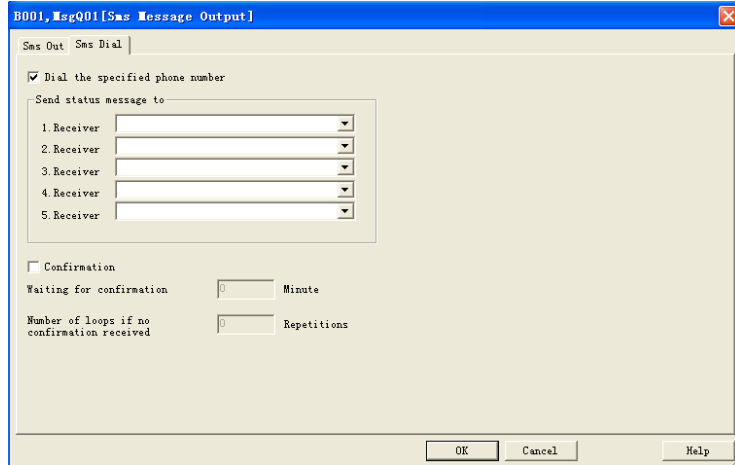 B001,MsgQ01[Sms Message Output]
Sms Out Sms Dial
Dial the specified phone number
Send status message to
1.Receiver
2.Receiver
3.Receiver
4.Receiver
5.Receiver
Confirmation
Waiting for confirmation 0 Minute
Number of loops if no
confirmation received 0 Repetitions
OK Cancel Help